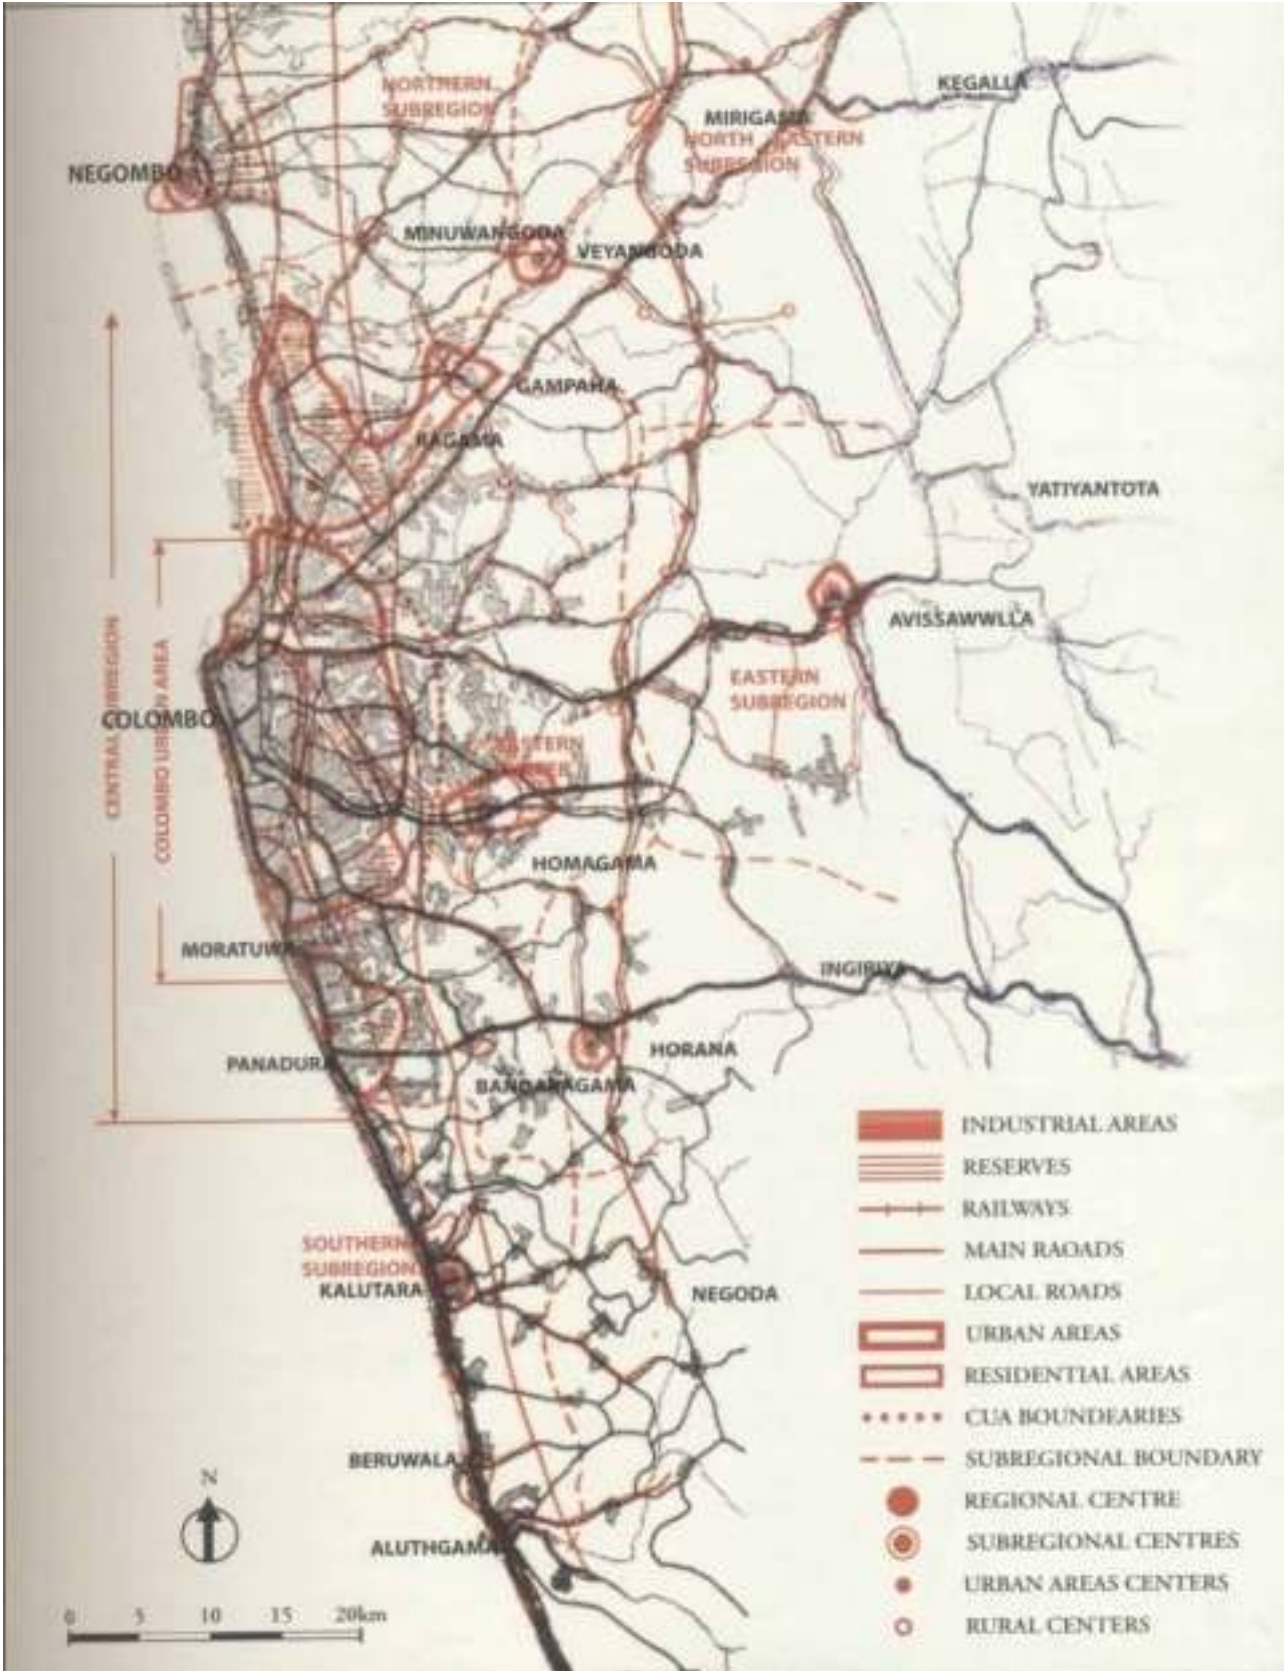 KEGALLA
NORTHERN
SUBREGION
MIRIGAMA
NORTH EASTERN
SUBREGION
NEGOMBO
MINUWANGODA
VEYANGODA
GAMPAHA
RAGAMA
YATIYANTOTA
AVISSAWWLLA
CENTRAL SUBREGION
COLOMBO URBEN AREA
EASTERN
SUBREGION
COLOMBO
EASTERN
HOMAGAMA
MORATUWA
INGIRIYA
PANADURA
HORANA
BANDARAGAMA
SOUTHERN
SUBREGION
KALUTARA
NEGODA
BERUWALA
ALUTHGAMA
N
0 5 10 15 20km
INDUSTRIAL AREAS
RESERVES
RAILWAYS
MAIN RAOADS
LOCAL ROADS
URBAN AREAS
RESIDENTIAL AREAS
CUA BOUNDEARIES
SUBREGIONAL BOUNDARY
REGIONAL CENTRE
SUBREGIONAL CENTRES
URBAN AREAS CENTERS
RURAL CENTERS